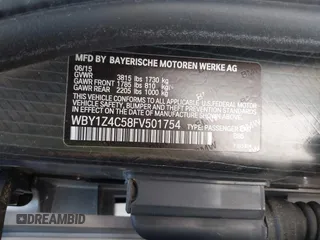 MFD BY BAYERISCHE MOTOREN WERKE AG
06/15
GVWR 3815 lbs 1730 kg
GAWR FRONT 1785 lbs 810 kg
GAWR REAR 2205 lbs 1000 kg
THIS VEHICLE CONFORMS TO ALL APPLICABLE FEDERAL MOTOR VEHICLE
SAFETY, BUMPER AND THEFT PREVENTION STANDARDS
IN EFFECT ON THE DATE OF MANUFACTURE SHOWN ABOVE.
WBY1Z4C58FV501754
TYPE: PASSENGER CAR
DREAMBID